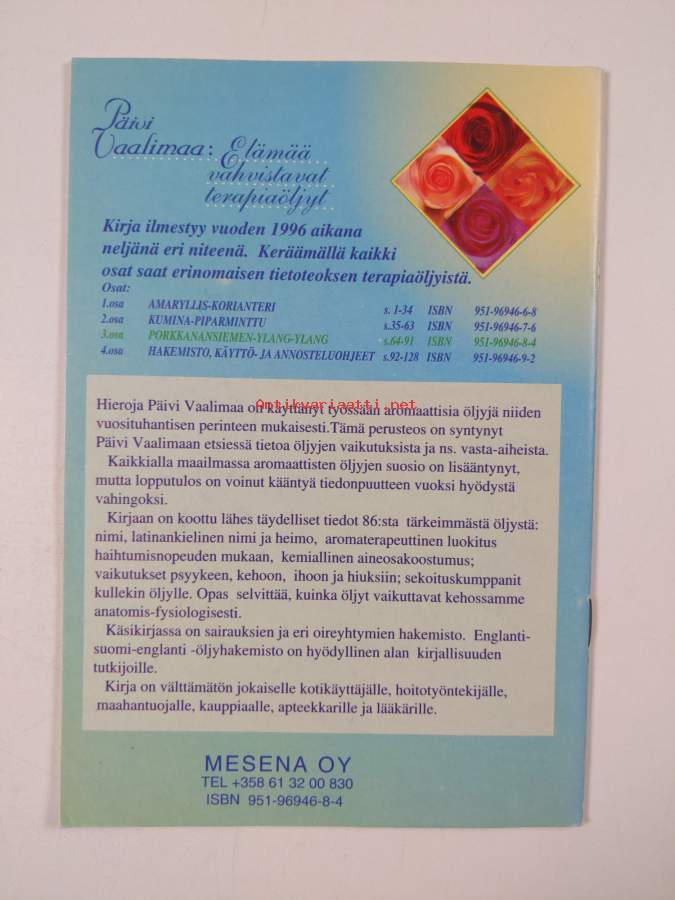 Päivi
Vaalimaa: Elämää
vahvistavat
terapiaöljyt
Kirja ilmestyy vuoden 1996 aikana
neljänä eri niteenä. Keräämällä kaikki
osat saat erinomaisen tietoteoksen terapiaöljyistä.
Osat:
1.osa AMARYLLIS-KORIANTERI s. 1-34 ISBN 951-96946-6-8
2.osa KUMINA-PIPARMINTTU s.35-63 ISBN 951-96946-7-6
3.osa PORKKANANSIEMEN-YLANG-YLANG s.64-91 ISBN 951-96946-8-4
4.osa HAKEMISTO, KÄYTTÖ- JA ANNOSTELUOHJEET s.92-128 ISBN 951-96946-9-2
Antikvariaatti.net
Hieroja Päivi Vaalimaa on käyttänyt työssään aromaattisia öljyjä niiden
vuosituhantisen perinteen mukaisesti.Tämä perusteos on syntynyt
Päivi Vaalimaan etsiessä tietoa öljyjen vaikutuksista ja ns. vasta-aiheista.
Kaikkialla maailmassa aromaattisten öljyjen suosio on lisääntynyt,
mutta lopputulos on voinut kääntyä tiedonpuutteen vuoksi hyödystä
vahingoksi.
Kirjaan on koottu lähes täydelliset tiedot 86:sta tärkeimmästä öljystä:
nimi, latinankielinen nimi ja heimo, aromaterapeuttinen luokitus
haihtumisnopeuden mukaan, kemiallinen aineosakoostumus;
vaikutukset psyykeen, kehoon, ihoon ja hiuksiin; sekoituskumppanit
kullekin öljylle. Opas selvittää, kuinka öljyt vaikuttavat kehossamme
anatomis-fysiologisesti.
Käsikirjassa on sairauksien ja eri oireyhtymien hakemisto. Englanti-
suomi-englanti -öljyhakemisto on hyödyllinen alan kirjallisuuden
tutkijoille.
Kirja on välttämätön jokaiselle kotikäyttäjälle, hoitotyöntekijälle,
maahantuojalle, kauppiaalle, apteekkarille ja lääkärille.
MESENA OY
TEL +358 61 32 00 830
ISBN 951-96946-8-4